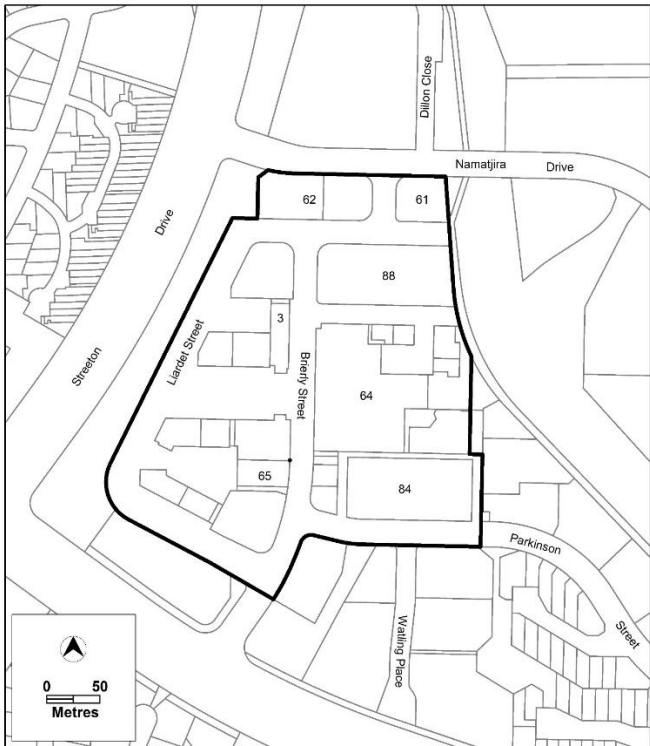 Dillon Close
Namatjira Drive
62
61
Drive
88
3
Liardet Street
Brierly Street
Streeton
64
65
84
Parkinson
Street
Watling Place
0 50
Metres